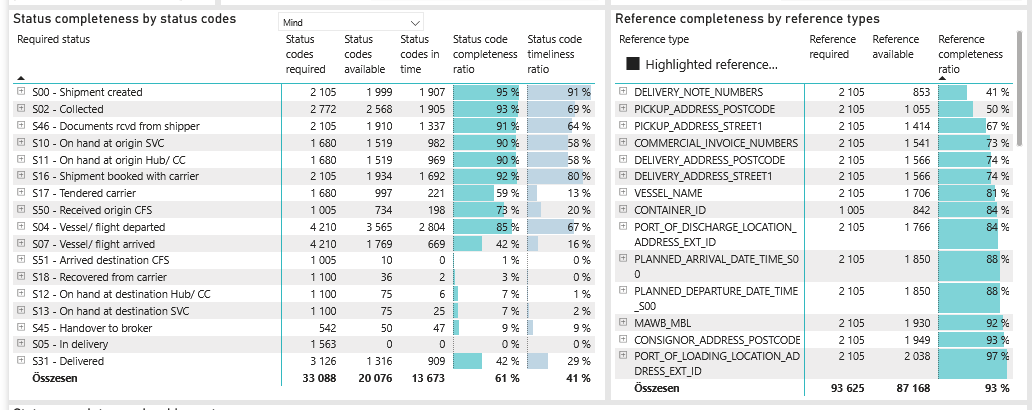 Status completeness by status codes
Mind
Required status
Status codes required
Status codes available
Status codes in time
Status code completeness ratio
Status code timeliness ratio
S00 - Shipment created 2 105 1 999 1 907 95 % 91 %
S02 - Collected 2 772 2 568 1 905 93 % 69 %
S46 - Documents rcvd from shipper 2 105 1 910 1 337 91 % 64 %
S10 - On hand at origin SVC 1 680 1 519 982 90 % 58 %
S11 - On hand at origin Hub/ CC 1 680 1 519 969 90 % 58 %
S16 - Shipment booked with carrier 2 105 1 934 1 692 92 % 80 %
S17 - Tendered carrier 1 680 997 221 59 % 13 %
S50 - Received origin CFS 1 005 734 198 73 % 20 %
S04 - Vessel/ flight departed 4 210 3 565 2 804 85 % 67 %
S07 - Vessel/ flight arrived 4 210 1 769 669 42 % 16 %
S51 - Arrived destination CFS 1 005 10 0 1 % 0 %
S18 - Recovered from carrier 1 100 36 2 3 % 0 %
S12 - On hand at destination Hub/ CC 1 100 75 6 7 % 1 %
S13 - On hand at destination SVC 1 100 75 25 7 % 2 %
S45 - Handover to broker 542 50 47 9 % 9 %
S05 - In delivery 1 563 0 0 0 % 0 %
S31 - Delivered 3 126 1 316 909 42 % 29 %
Összesen 33 088 20 076 13 673 61 % 41 %
Reference completeness by reference types
Reference type
Reference required
Reference available
Reference completeness ratio
Highlighted reference...
DELIVERY_NOTE_NUMBERS 2 105 853 41 %
PICKUP_ADDRESS_POSTCODE 2 105 1 055 50 %
PICKUP_ADDRESS_STREET1 2 105 1 414 67 %
COMMERCIAL_INVOICE_NUMBERS 2 105 1 541 73 %
DELIVERY_ADDRESS_POSTCODE 2 105 1 566 74 %
DELIVERY_ADDRESS_STREET1 2 105 1 566 74 %
VESSEL_NAME 2 105 1 706 81 %
CONTAINER_ID 1 005 842 84 %
PORT_OF_DISCHARGE_LOCATION_ 2 105 1 766 84 %
ADDRESS_EXT_ID
PLANNED_ARRIVAL_DATE_TIME_S0 2 105 1 850 88 %
0
PLANNED_DEPARTURE_DATE_TIME 2 105 1 850 88 %
_S00
MAWB_MBL 2 105 1 930 92 %
CONSIGNOR_ADDRESS_POSTCODE 2 105 1 949 93 %
PORT_OF_LOADING_LOCATION_AD 2 105 2 038 97 %
DRESS_EXT_ID
Összesen 93 625 87 168 93 %